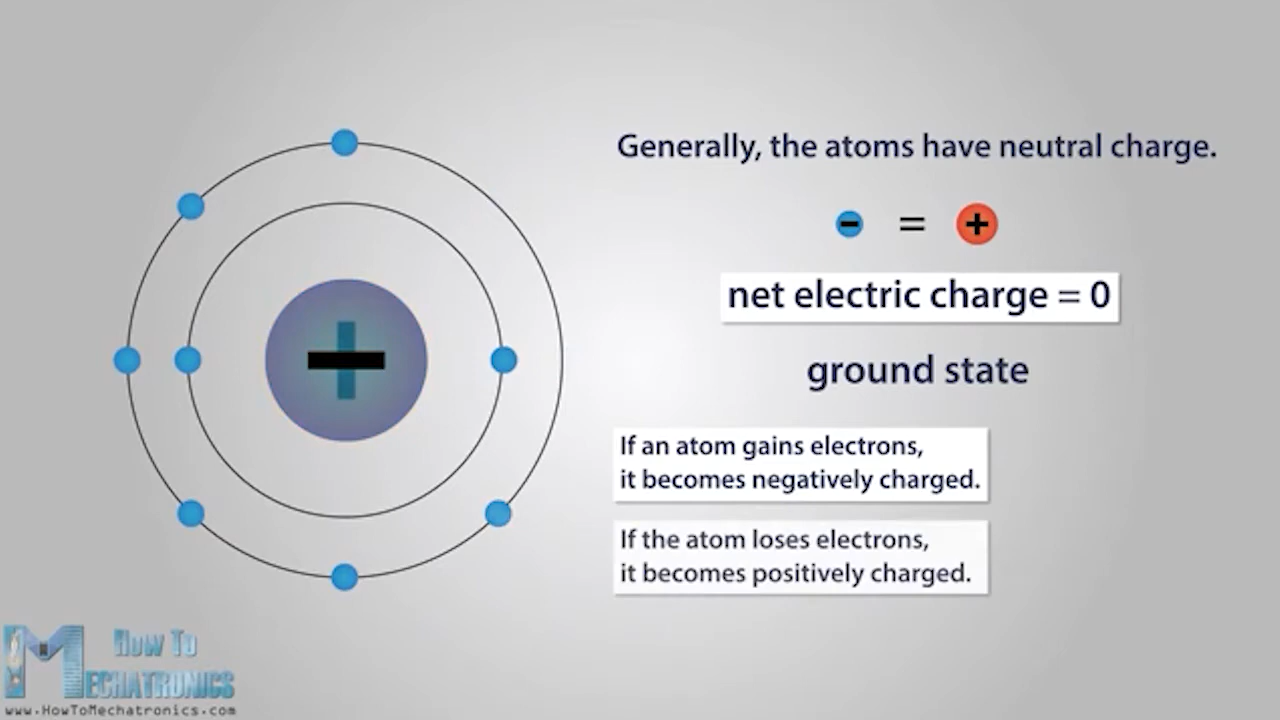 Generally, the atoms have neutral charge.
- = +
net electric charge = 0
ground state
If an atom gains electrons,
it becomes negatively charged.
If the atom loses electrons,
it becomes positively charged.
How To
MECHATRONICS
www.HowToMechatronics.com